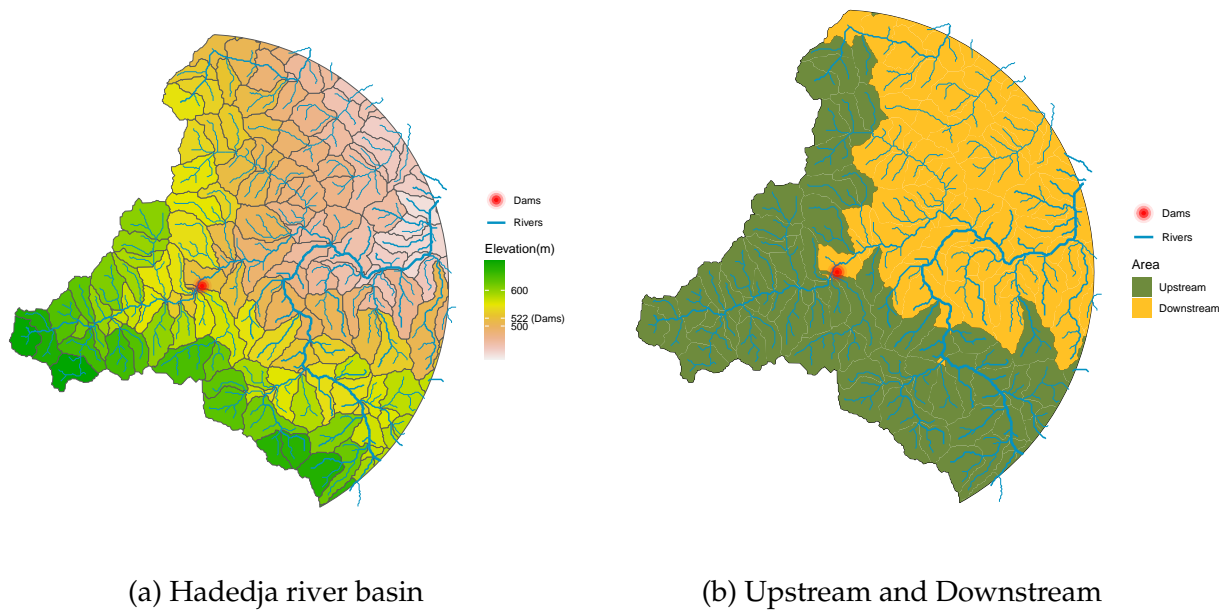 Dams
Rivers
Elevation(m)
600
522 (Dams)
500
Dams
Rivers
Area
Upstream
Downstream
(a) Hadedja river basin
(b) Upstream and Downstream